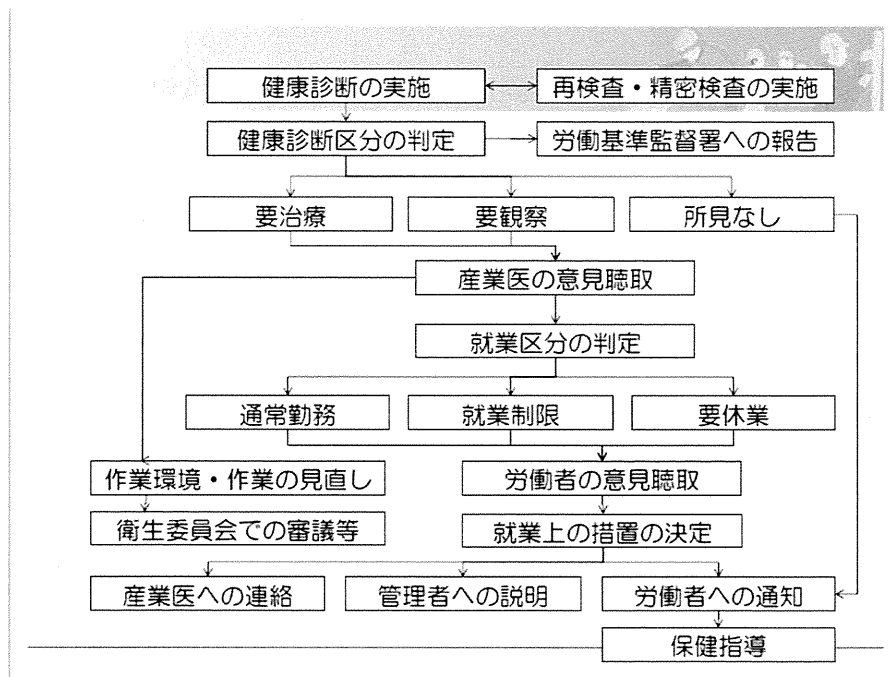 健康診断の実施
再検査・精密検査の実施
健康診断区分の判定
労働基準監督署への報告
要治療
要観察
所見なし
産業医の意見聴取
就業区分の判定
通常勤務
就業制限
要休業
作業環境・作業の見直し
労働者の意見聴取
衛生委員会での審議等
就業上の措置の決定
産業医への連絡
管理者への説明
労働者への通知
保健指導